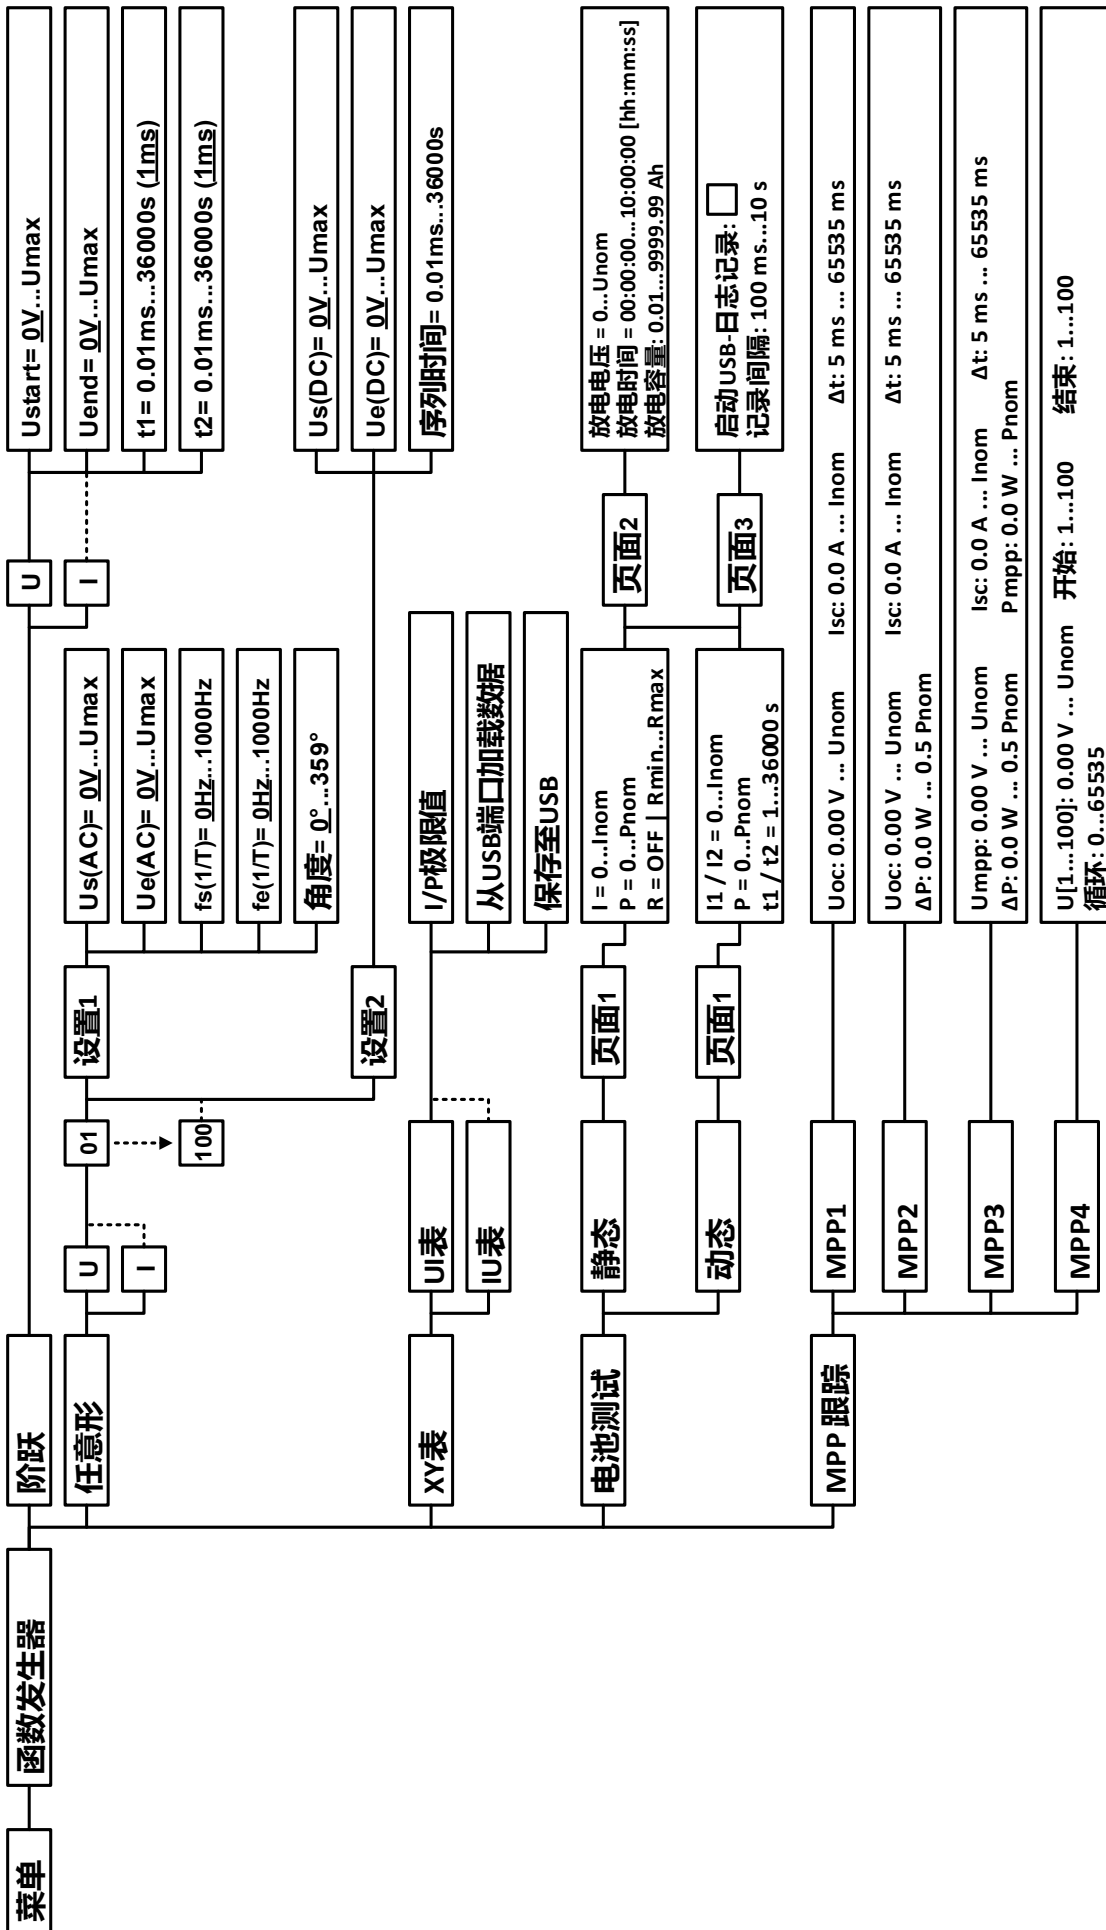 菜单
函数发生器
阶跃
U
I
Ustart= 0V...Umax
Uend= 0V...Umax
t1= 0.01ms...36000s (1ms)
t2= 0.01ms...36000s (1ms)
任意形
U
I
01
100
设置1
Us(AC)= 0V...Umax
Ue(AC)= 0V...Umax
fs(1/T)= 0Hz...1000Hz
fe(1/T)= 0Hz...1000Hz
角度= 0°...359°
设置2
Us(DC)= 0V...Umax
Ue(DC)= 0V...Umax
序列时间= 0.01ms...36000s
XY表
UI表
IU表
I/P极限值
从USB端口加载数据
保存至USB
电池测试
静态
页面1
I = 0...Inom
P = 0...Pnom
R = OFF | Rmin...Rmax
动态
页面1
I1 / I2 = 0...Inom
P = 0...Pnom
t1 / t2 = 1...36000 s
页面2
放电电压 = 0...Unom
放电时间 = 00:00:00...10:00:00 [hh:mm:ss]
放电容量: 0.01...9999.99 Ah
页面3
启动USB-日志记录:
记录间隔: 100 ms...10 s
MPP 跟踪
MPP1
Uoc: 0.00 V ... Unom Isc: 0.0 A ... Inom Δt: 5 ms ... 65535 ms
MPP2
Uoc: 0.00 V ... Unom Isc: 0.0 A ... Inom Δt: 5 ms ... 65535 ms
ΔP: 0.0 W ... 0.5 Pnom
MPP3
Umpp: 0.00 V ... Unom Isc: 0.0 A ... Inom Δt: 5 ms ... 65535 ms
ΔP: 0.0 W ... 0.5 Pnom Pmpp: 0.0 W ... Pnom
MPP4
U[1...100]: 0.00 V ... Unom 开始: 1...100 结束: 1...100
循环: 0...65535